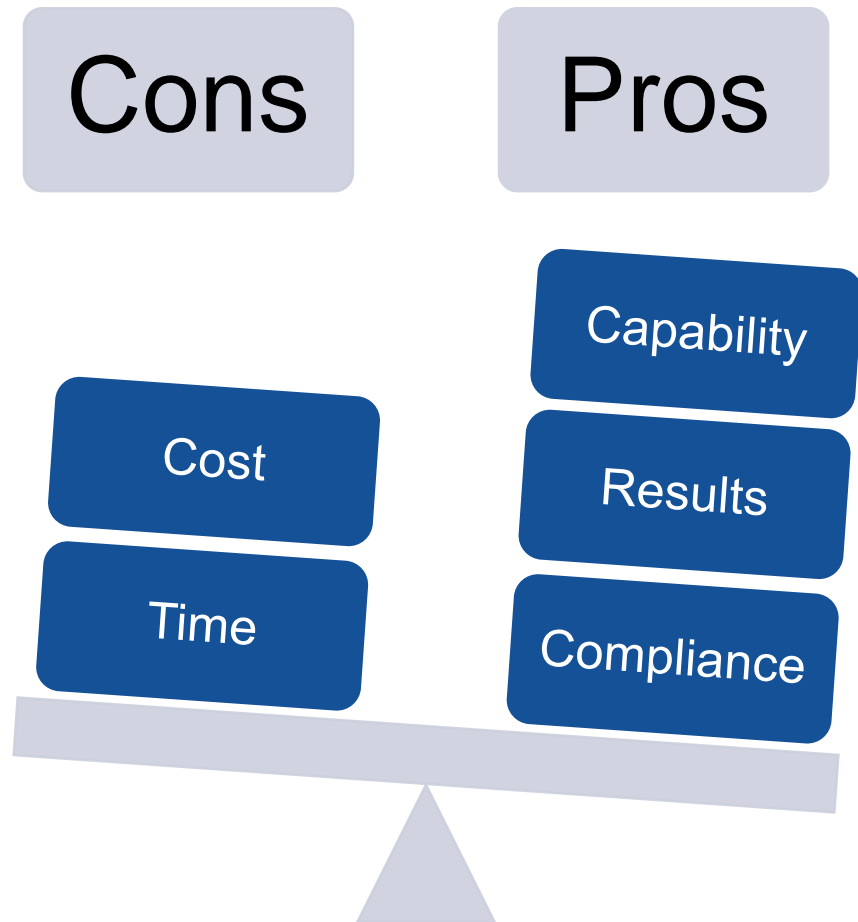 Cons
Pros
Cost
Time
Capability
Results
Compliance